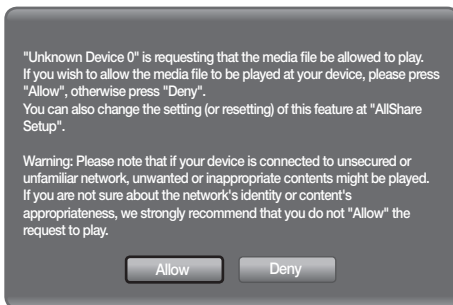 "Unknown Device 0" is requesting that the media file be allowed to play.
If you wish to allow the media file to be played at your device, please press
"Allow", otherwise press "Deny".
You can also change the setting (or resetting) of this feature at "AllShare
Setup".
Warning: Please note that if your device is connected to unsecured or
unfamiliar network, unwanted or inappropriate contents might be played.
If you are not sure about the network's identity or content's
appropriateness, we strongly recommend that you do not "Allow" the
request to play.
Allow
Deny